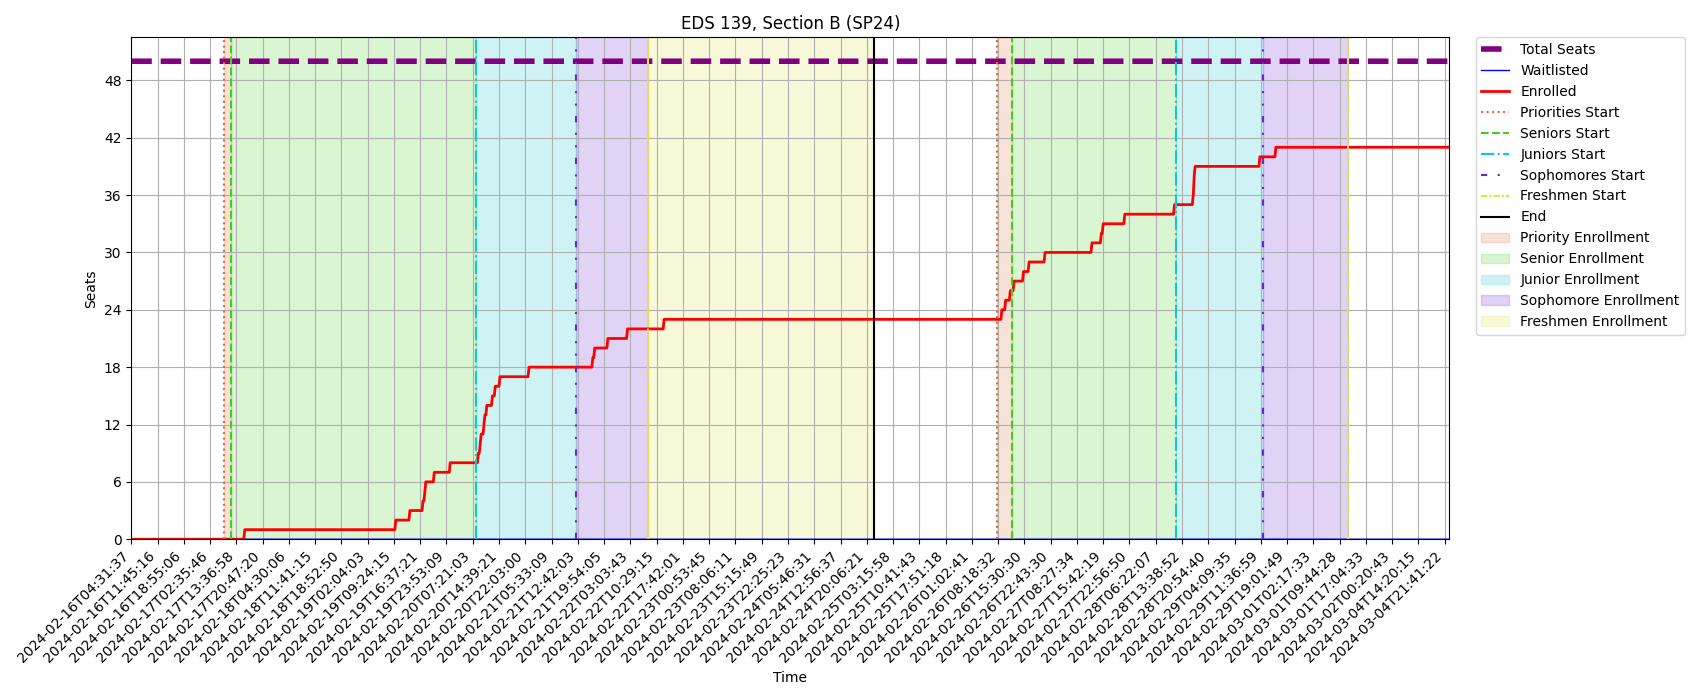 EDS 139, Section B (SP24)
Seats
48
42
36
30
24
18
12
6
0
2024-02-16T04:31:37
2024-02-16T11:45:16
2024-02-16T18:55:06
2024-02-17T02:35:46
2024-02-17T13:36:58
2024-02-17T20:47:20
2024-02-18T04:30:06
2024-02-18T11:41:15
2024-02-18T18:52:50
2024-02-19T02:04:03
2024-02-19T09:24:15
2024-02-19T16:37:21
2024-02-19T23:53:09
2024-02-20T07:21:03
2024-02-20T14:39:21
2024-02-20T22:03:00
2024-02-21T05:33:09
2024-02-21T12:42:03
2024-02-21T19:54:05
2024-02-22T03:03:43
2024-02-22T10:29:15
2024-02-22T17:42:01
2024-02-23T00:53:45
2024-02-23T08:06:11
2024-02-23T15:15:49
2024-02-23T22:25:23
2024-02-24T05:46:31
2024-02-24T12:56:37
2024-02-24T20:06:21
2024-02-25T03:15:58
2024-02-25T10:41:43
2024-02-25T17:51:18
2024-02-26T01:02:41
2024-02-26T08:18:32
2024-02-26T15:30:30
2024-02-26T22:43:30
2024-02-27T08:27:34
2024-02-27T15:42:19
2024-02-27T22:56:50
2024-02-28T06:22:07
2024-02-28T13:38:52
2024-02-28T20:54:40
2024-02-29T04:09:35
2024-02-29T11:36:59
2024-02-29T19:01:49
2024-03-01T02:17:33
2024-03-01T09:44:28
2024-03-01T17:04:33
2024-03-02T00:20:43
2024-03-04T14:20:15
2024-03-04T21:41:22
Time
Total Seats
Waitlisted
Enrolled
Priorities Start
Seniors Start
Juniors Start
Sophomores Start
Freshmen Start
End
Priority Enrollment
Senior Enrollment
Junior Enrollment
Sophomore Enrollment
Freshmen Enrollment